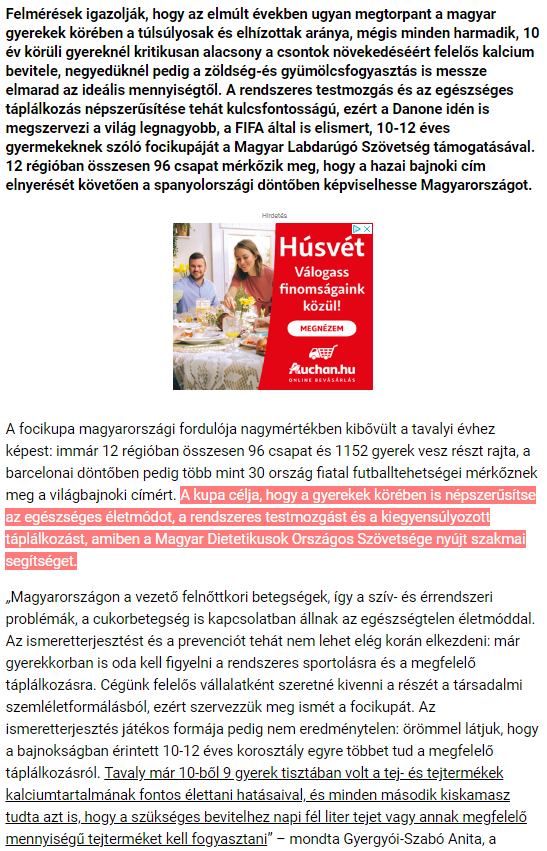 Felmérések igazolják, hogy az elmúlt években ugyan megtorpant a magyar
gyerekek körében a túlsúlyosak és elhízottak aránya, mégis minden harmadik, 10
év körüli gyereknél kritikusan alacsony a csontok növekedéséért felelős kalcium
bevitele, negyedüknél pedig a zöldség-és gyümölcsfogyasztás is messze
elmarad az ideális mennyiségtől. A rendszeres testmozgás és az egészséges
táplálkozás népszerűsítése tehát kulcsfontosságú, ezért a Danone idén is
megszervezi a világ legnagyobb, a FIFA által is elismert, 10-12 éves
gyermekeknek szóló focikupáját a Magyar Labdarúgó Szövetség támogatásával.
12 régióban összesen 96 csapat mérkőzik meg, hogy a hazai bajnoki cím
elnyerését követően a spanyolországi döntőben képviselhesse Magyarországot.
Hirdetés
Húsvét
Válogass
finomságaink
közül!
MEGNÉZEM
Auchan.hu
ONLINE BEVÁSÁRLÁS
A focikupa magyarországi fordulója nagymértékben kibővült a tavalyi évhez
képest: immár 12 régióban összesen 96 csapat és 1152 gyerek vesz részt rajta, a
barcelonai döntőben pedig több mint 30 ország fiatal futballtehetségei mérkőznek
meg a világbajnoki címért. A kupa célja, hogy a gyerekek körében is népszerűsítse
az egészséges életmódot, a rendszeres testmozgást és a kiegyensúlyozott
táplálkozást, amiben a Magyar Dietetikusok Országos Szövetsége nyújt szakmai
segítséget.
„Magyarországon a vezető felnőttkori betegségek, így a szív- és érrendszeri
problémák, a cukorbetegség is kapcsolatban állnak az egészségtelen életmóddal.
Az ismeretterjesztést és a prevenciót tehát nem lehet elég korán elkezdeni: már
gyerekkorban is oda kell figyelni a rendszeres sportolásra és a megfelelő
táplálkozásra. Cégünk felelős vállalatként szeretné kivenni a részét a társadalmi
szemléletformálásból, ezért szervezzük meg ismét a focikupát. Az
ismeretterjesztés játékos formája pedig nem eredménytelen: örömmel látjuk, hogy
a bajnokságban érintett 10-12 éves korosztály egyre többet tud a megfelelő
táplálkozásról. Tavaly már 10-ből 9 gyerek tisztában volt a tej- és tejtermékek
kalciumtartalmának fontos élettani hatásaival, és minden második kiskamasz
tudta azt is, hogy a szükséges bevitelhez napi fél liter tejet vagy annak megfelelő
mennyiségű tejterméket kell fogyasztani” – mondta Gyergyói-Szabó Anita, a